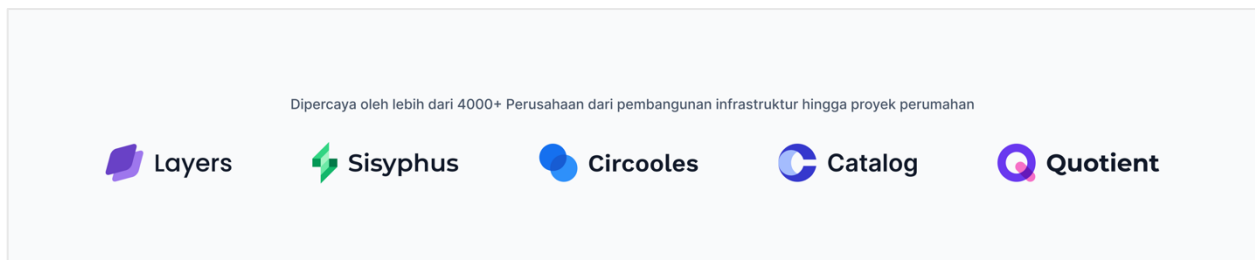 Dipercaya oleh lebih dari 4000+ Perusahaan dari pembangunan infrastruktur hingga proyek perumahan
Layers Sisyphus Circooles Catalog Quotient